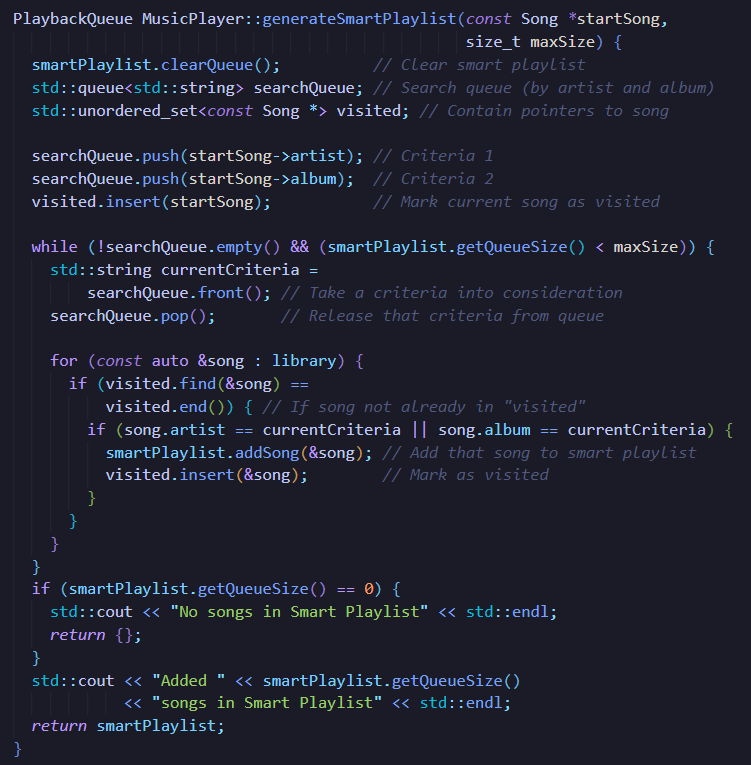 PlaybackQueue MusicPlayer::generateSmartPlaylist(const Song *startSong,
                                                 size_t maxSize) {
  smartPlaylist.clearQueue();          // Clear smart playlist
  std::queue<std::string> searchQueue; // Search queue (by artist and album)
  std::unordered_set<const Song *> visited; // Contain pointers to song

  searchQueue.push(startSong->artist); // Criteria 1
  searchQueue.push(startSong->album);  // Criteria 2
  visited.insert(startSong);           // Mark current song as visited

  while (!searchQueue.empty() && (smartPlaylist.getQueueSize() < maxSize)) {
    std::string currentCriteria =
        searchQueue.front(); // Take a criteria into consideration
    searchQueue.pop();       // Release that criteria from queue

    for (const auto &song : library) {
      if (visited.find(&song) ==
          visited.end()) { // If song not already in "visited"
        if (song.artist == currentCriteria || song.album == currentCriteria) {
          smartPlaylist.addSong(&song); // Add that song to smart playlist
          visited.insert(&song);        // Mark as visited
        }
      }
    }
  }
  if (smartPlaylist.getQueueSize() == 0) {
    std::cout << "No songs in Smart Playlist" << std::endl;
    return {};
  }
  std::cout << "Added " << smartPlaylist.getQueueSize()
            << "songs in Smart Playlist" << std::endl;
  return smartPlaylist;
}